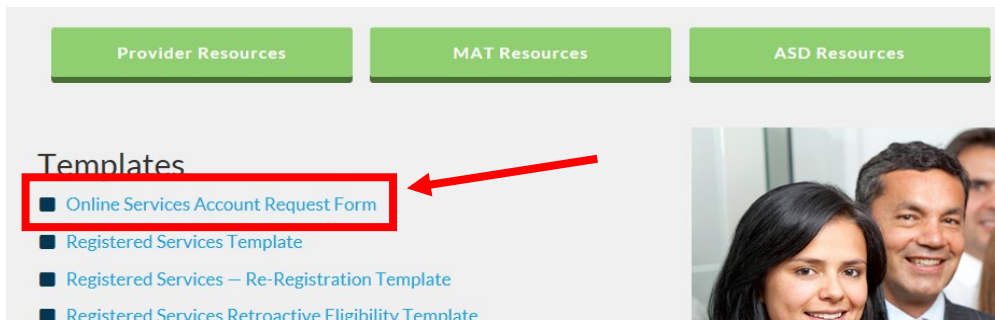 Provider Resources
MAT Resources
ASD Resources
Templates
Online Services Account Request Form
Registered Services Template
Registered Services — Re-Registration Template
Registered Services Retroactive Eligibility Template